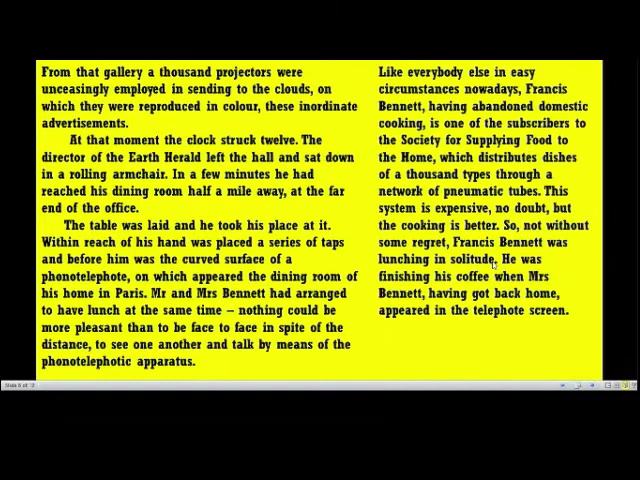 From that gallery a thousand projectors were
unceasingly employed in sending to the clouds, on
which they were reproduced in colour, these inordinate
advertisements.
At that moment the clock struck twelve. The
director of the Earth Herald left the hall and sat down
in a rolling armchair. In a few minutes he had
reached his dining room half a mile away, at the far
end of the office.
The table was laid and he took his place at it.
Within reach of his hand was placed a series of taps
and before him was the curved surface of a
phonotelephote, on which appeared the dining room of
his home in Paris. Mr and Mrs Bennett had arranged
to have lunch at the same time – nothing could be
more pleasant than to be face to face in spite of the
distance, to see one another and talk by means of the
phonotelephotic apparatus.
Like everybody else in easy
circumstances nowadays, Francis
Bennett, having abandoned domestic
cooking, is one of the subscribers to
the Society for Supplying Food to
the Home, which distributes dishes
of a thousand types through a
network of pneumatic tubes. This
system is expensive, no doubt, but
the cooking is better. So, not without
some regret, Francis Bennett was
lunching in solitude. He was
finishing his coffee when Mrs
Bennett, having got back home,
appeared in the telephote screen.